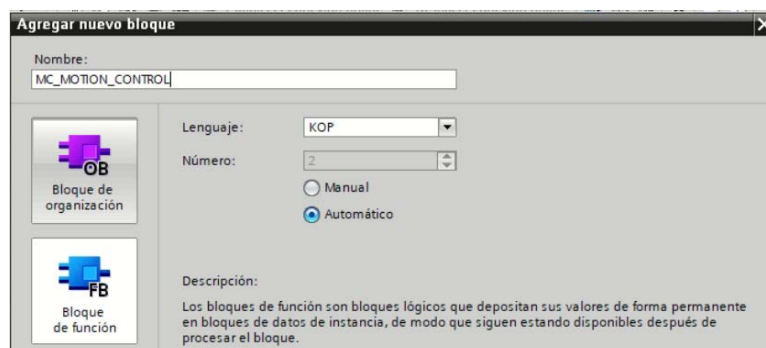 Agregar nuevo bloque
Nombre:
MC_MOTION_CONTROL
Lenguaje:
KOP
Número:
2
Manual
Automático
OB
Bloque de
organización
FB
Bloque
de función
Descripción:
Los bloques de función son bloques lógicos que depositan sus valores de forma permanente
en bloques de datos de instancia, de modo que siguen estando disponibles después de
procesar el bloque.